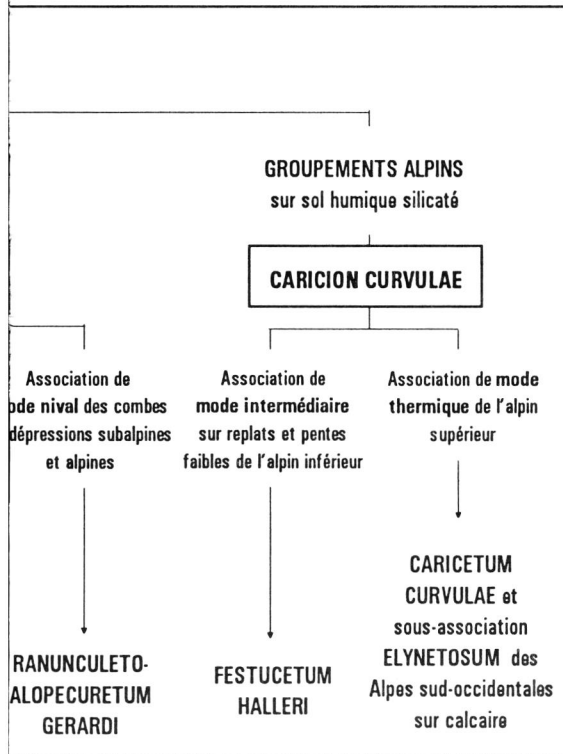 GROUPEMENTS ALPINS
sur sol humique silicaté
CARICION CURVULAE
Association de
ode nival des combes
dépressions subalpines
et alpines
RANUNCULETO-
ALOPECURETUM
GERARDI
Association de
mode intermédiaire
sur replats et pentes
faibles de l'alpin inférieur
FESTUCETUM
HALLERI
Association de mode
thermique de l'alpin
supérieur
CARICETUM
CURVULAE et
sous-association
ELYNETOSUM des
Alpes sud-occidentales
sur calcaire